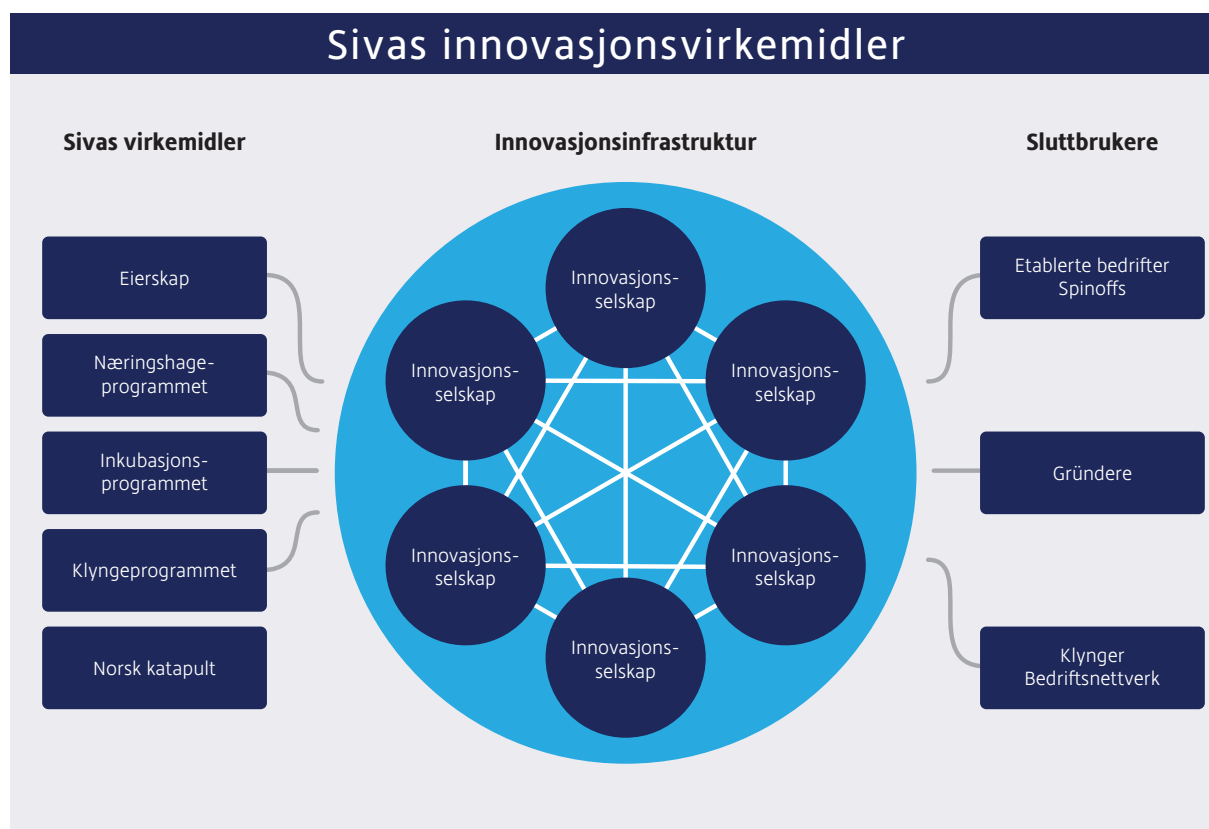 Sivas innovasjonsvirkemidler
Sivas virkemidler
Eierskap
Næringshage-
programmet
Inkubasjons-
programmet
Klyngeprogrammet
Norsk katapult
Innovasjonsinfrastruktur
Innovasjons-
selskap
Innovasjons-
selskap
Innovasjons-
selskap
Innovasjons-
selskap
Innovasjons-
selskap
Innovasjons-
selskap
Sluttbrukere
Etablerte bedrifter
Spinoffs
Gründere
Klynger
Bedriftsnettverk